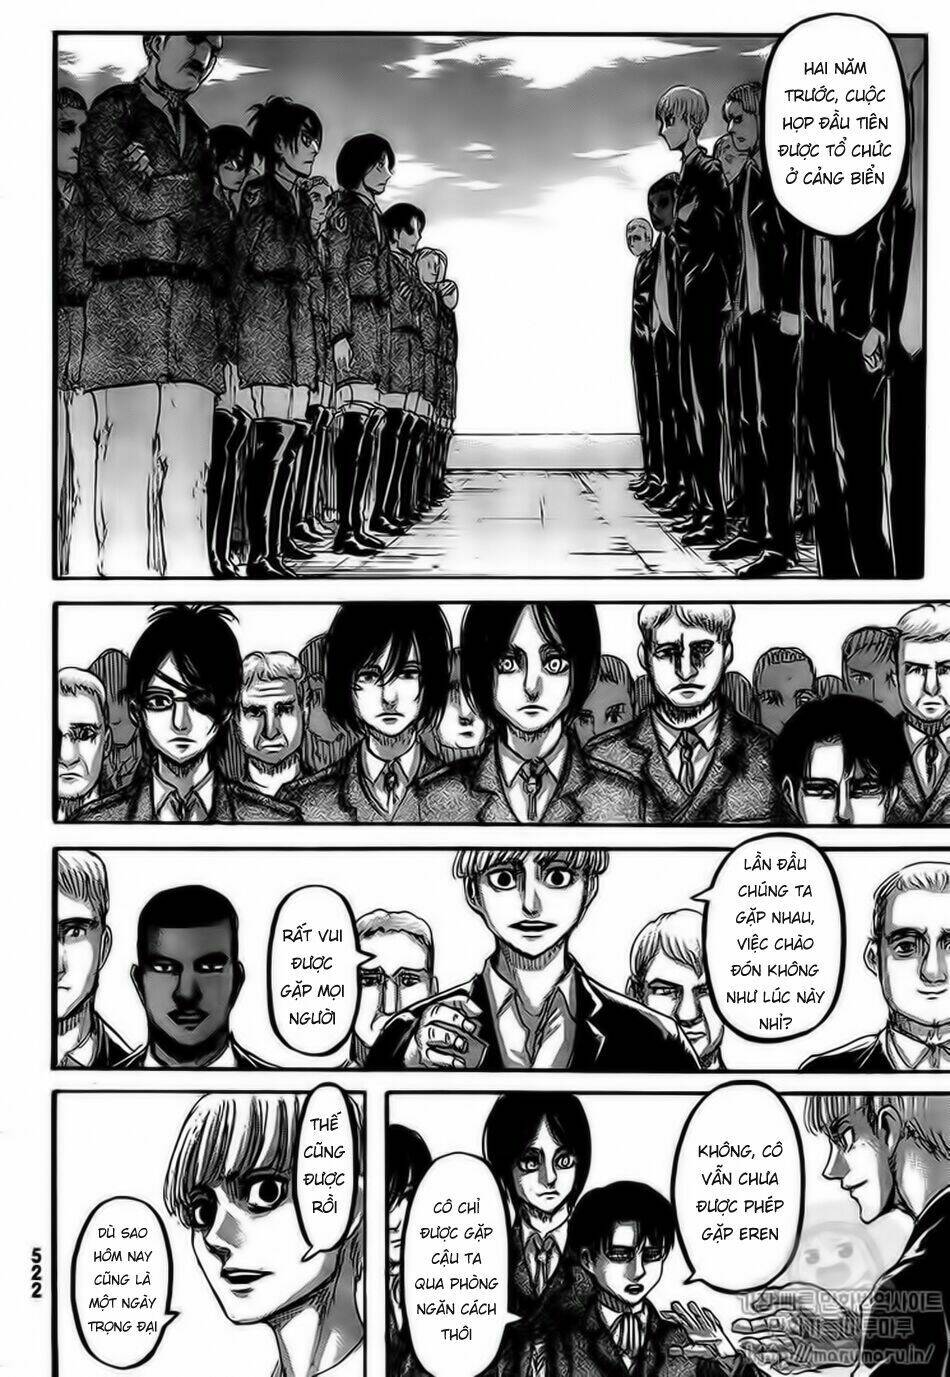 HAI NĂM
TRƯỚC, CUỘC
HỌP ĐẦU TIÊN
ĐƯỢC TỔ CHỨC
Ở CẢNG BIỂN
LẦN ĐẦU
CHÚNG TA
GẶP NHAU,
VIỆC CHÀO
ĐÓN KHÔNG
NHƯ LÚC NÀY
NHỈ?
RẤT VUI
ĐƯỢC
GẶP MỌI
NGƯỜI
KHÔNG, CÔ
VẪN CHƯA
ĐƯỢC PHÉP
GẶP EREN
CÔ CHỈ
ĐƯỢC GẶP
CẬU TA
QUA PHÒNG
NGĂN CÁCH
THÔI
THẾ
CŨNG
ĐƯỢC
RỒI
DÙ SAO
HÔM NAY
CŨNG LÀ
MỘT NGÀY
TRỌNG ĐẠI
522
http://marumaru.in/